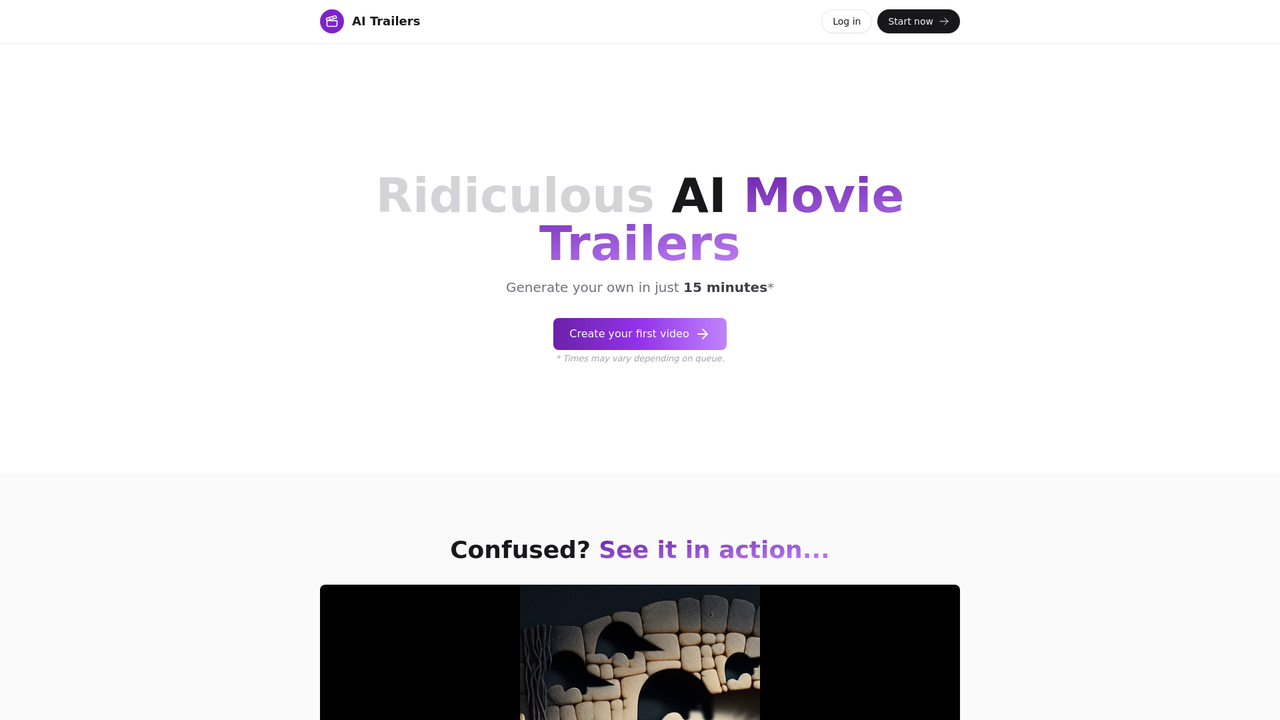 AI Trailers
Log in
Start now
Ridiculous AI Movie
Trailers
Generate your own in just 15 minutes*
Create your first video
* Times may vary depending on queue.
Confused? See it in action...